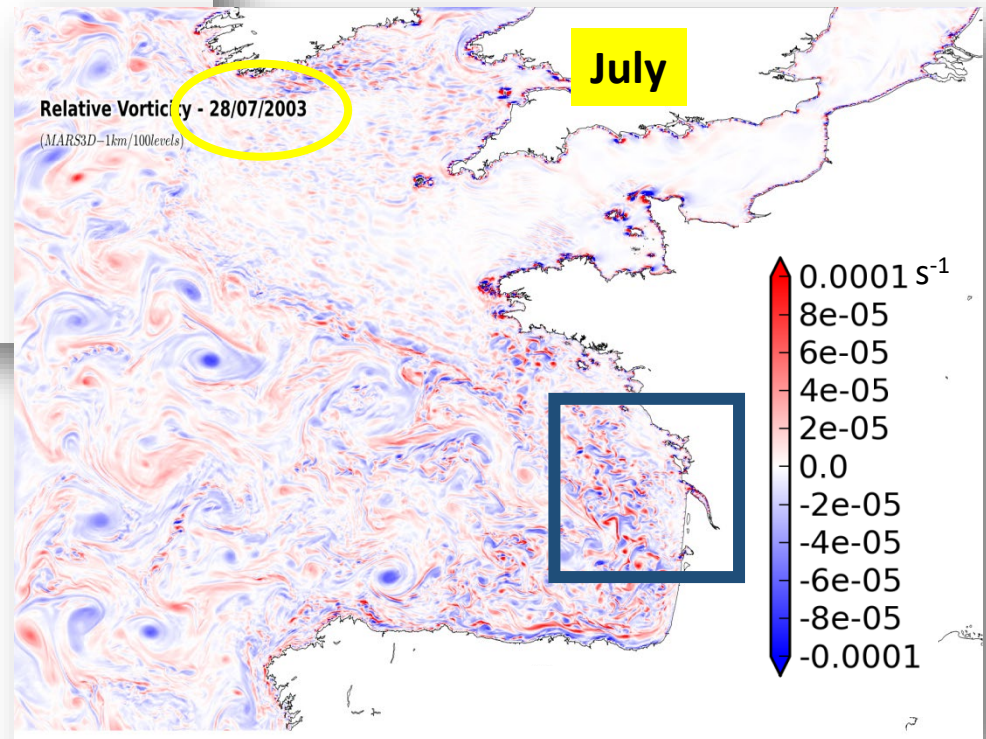 July
Relative Vorticity - 28/07/2003
(MARS3D−1km/100levels)
0.0001 s⁻¹
8e-05
6e-05
4e-05
2e-05
0.0
-2e-05
-4e-05
-6e-05
-8e-05
-0.0001